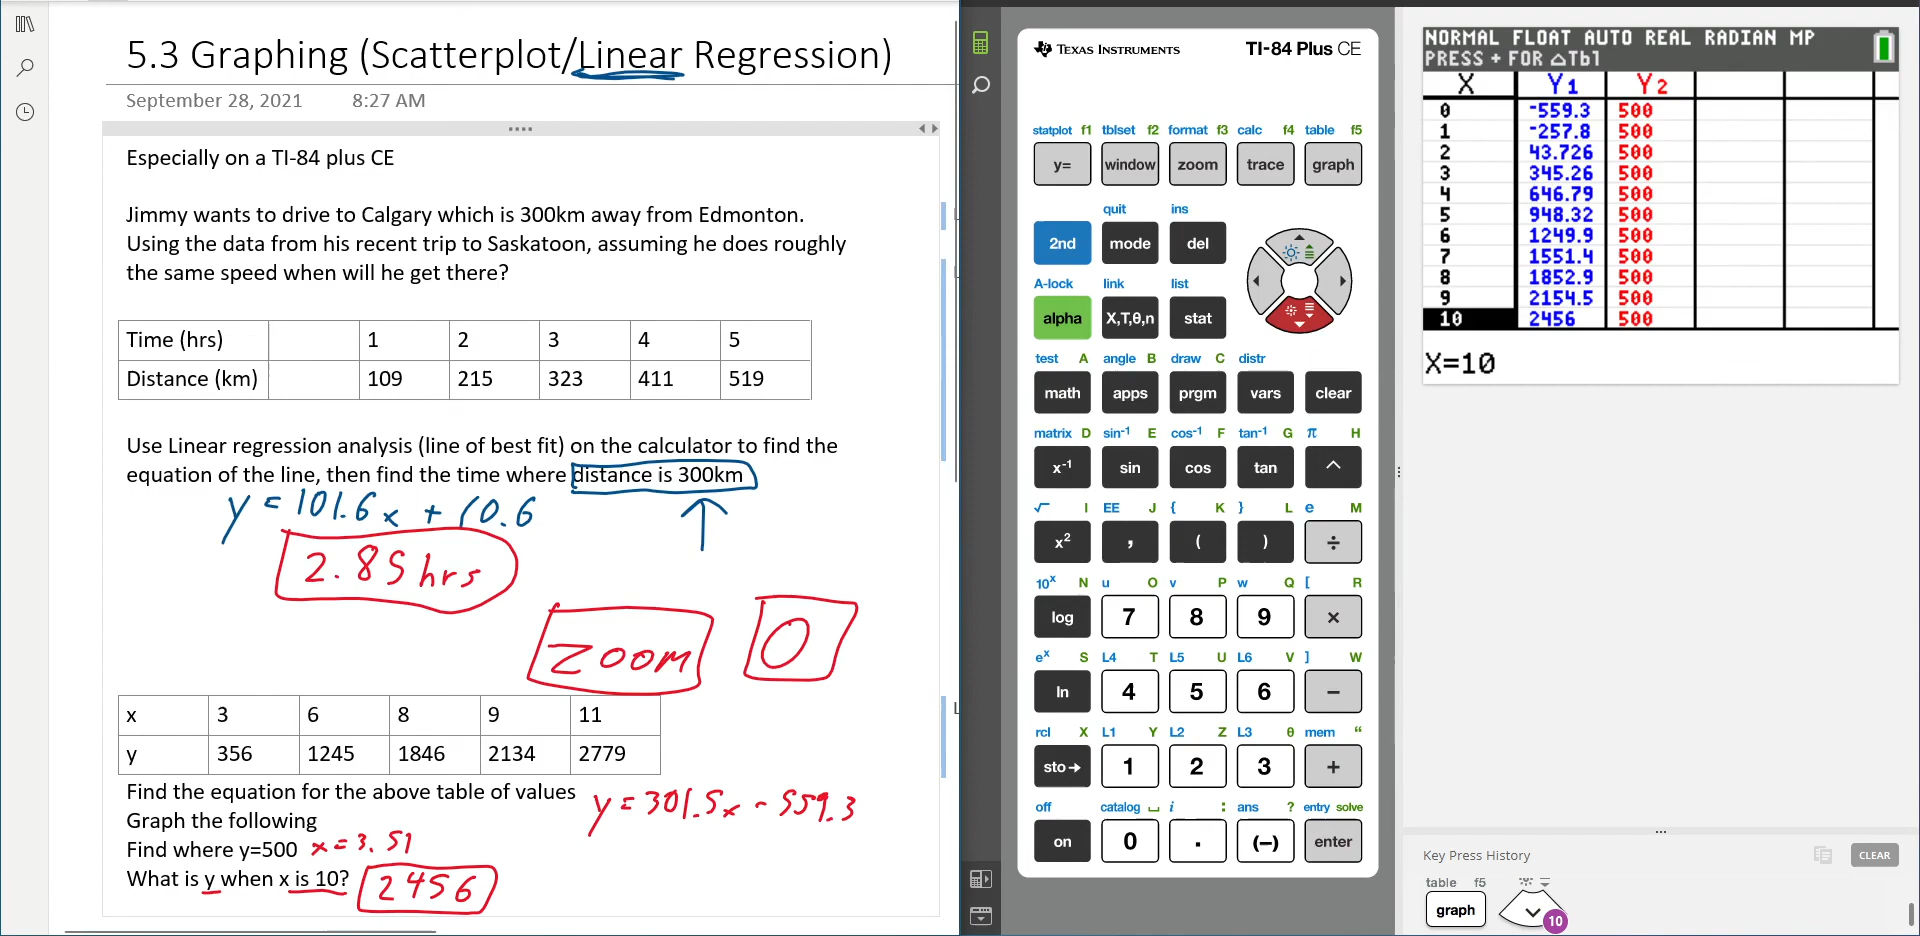 5.3 Graphing (Scatterplot/Linear Regression)
September 28, 2021 8:27 AM
Especially on a TI-84 plus CE
Jimmy wants to drive to Calgary which is 300km away from Edmonton.
Using the data from his recent trip to Saskatoon, assuming he does roughly
the same speed when will he get there?
Time (hrs) 1 2 3 4 5
Distance (km) 109 215 323 411 519
Use Linear regression analysis (line of best fit) on the calculator to find the
equation of the line, then find the time where distance is 300km
y = 101.6x + 10.6
2.85 hrs
zoom 0
x 3 6 8 9 11
y 356 1245 1846 2134 2779
Find the equation for the above table of values y = 301.5x - 559.3
Graph the following
Find where y=500 x = 3.51
What is y when x is 10? 2456
Texas Instruments TI-84 Plus CE
statplot f1 tblset f2 format f3 calc f4 table f5
y= window zoom trace graph
quit ins
2nd mode del
A-lock link list
alpha X,T,θ,n stat
test A angle B draw C distr
math apps prgm vars clear
matrix D sin⁻¹ E cos⁻¹ F tan⁻¹ G π H
x⁻¹ sin cos tan ^
√ I EE J { K } L e M
x² , ( ) ÷
10ˣ N u O v P w Q [ R
log 7 8 9 ×
eˣ S L4 T L5 U L6 V ] W
ln 4 5 6 −
rcl X L1 Y L2 Z L3 θ mem "
sto→ 1 2 3 +
off catalog ⎵ i : ans ? entry solve
on 0 . (−) enter
NORMAL FLOAT AUTO REAL RADIAN MP
PRESS + FOR △Tbl
X Y1 Y2
0 -559.3 500
1 -257.8 500
2 43.726 500
3 345.26 500
4 646.79 500
5 948.32 500
6 1249.9 500
7 1551.4 500
8 1852.9 500
9 2154.5 500
10 2456 500
X=10
Key Press History CLEAR
table f5
graph 10